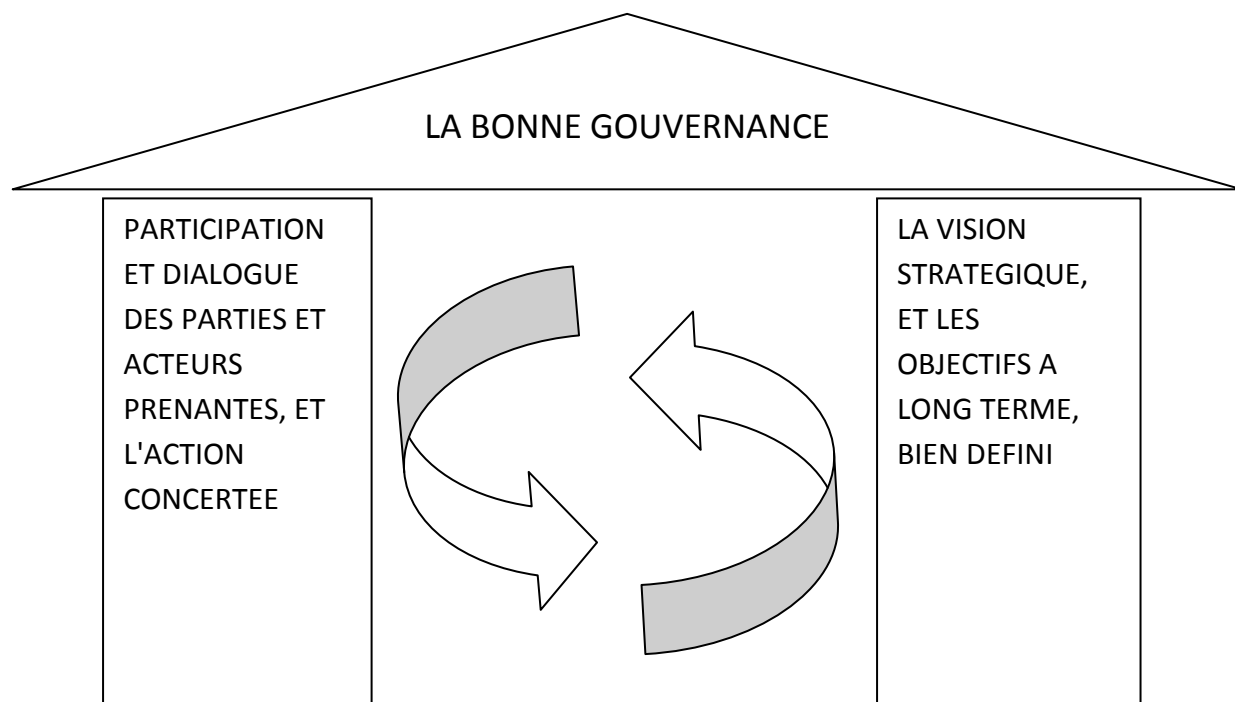 LA BONNE GOUVERNANCE
PARTICIPATION
ET DIALOGUE
DES PARTIES ET
ACTEURS
PRENANTES, ET
L'ACTION
CONCERTEE
LA VISION
STRATEGIQUE,
ET LES
OBJECTIFS A
LONG TERME,
BIEN DEFINI